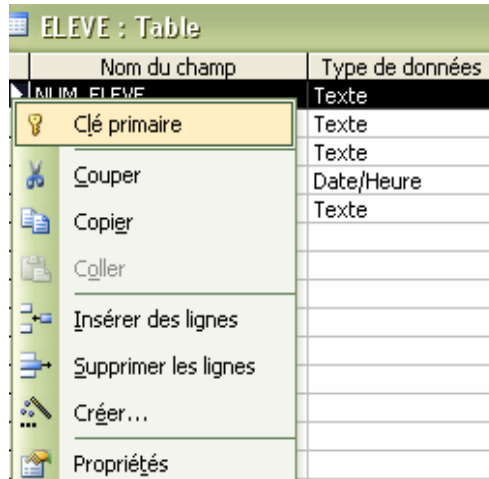 ELEVE : Table
Nom du champ Type de données
NUM_ELEVE Texte
Clé primaire Texte
Texte
Couper Date/Heure
Copier Texte
Coller
Insérer des lignes
Supprimer les lignes
Créer...
Propriétés